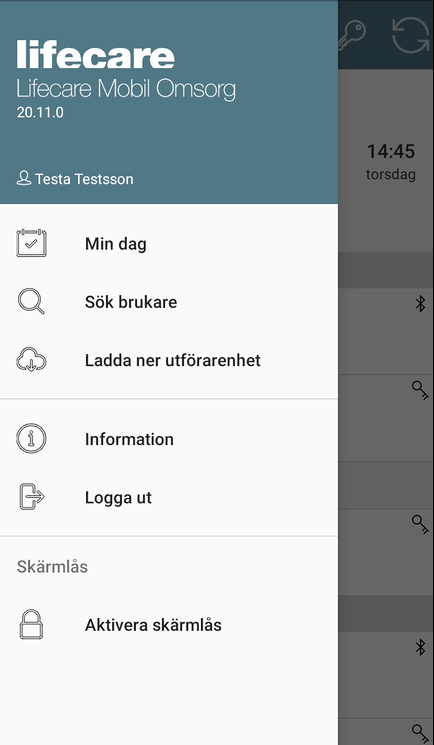 lifecare
Lifecare Mobil Omsorg
20.11.0
Testa Testsson
14:45
torsdag
Min dag
Sök brukare
Ladda ner utförarenhet
Information
Logga ut
Skärmlås
Aktivera skärmlås